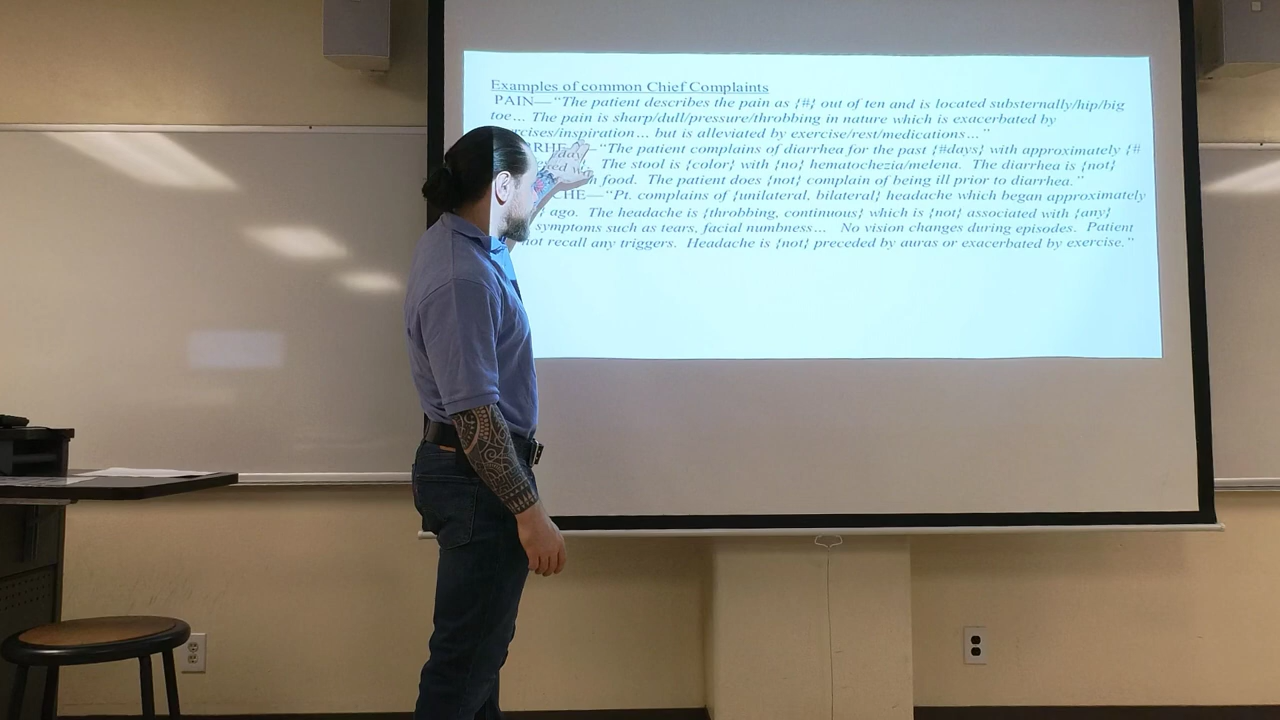 Examples of common Chief Complaints
PAIN—“The patient describes the pain as {#} out of ten and is located substernally/hip/big
toe… The pain is sharp/dull/pressure/throbbing in nature which is exacerbated by
exercises/inspiration… but is alleviated by exercise/rest/medications…”
—“The patient complains of diarrhea for the past {#days} with approximately {#
day} The stool is {color} with {no} hematochezia/melena. The diarrhea is {not}
food. The patient does {not} complain of being ill prior to diarrhea.”
CHE—“Pt. complains of {unilateral, bilateral} headache which began approximately
ago. The headache is {throbbing, continuous} which is {not} associated with {any}
symptoms such as tears, facial numbness… No vision changes during episodes. Patient
not recall any triggers. Headache is {not} preceded by auras or exacerbated by exercise.”